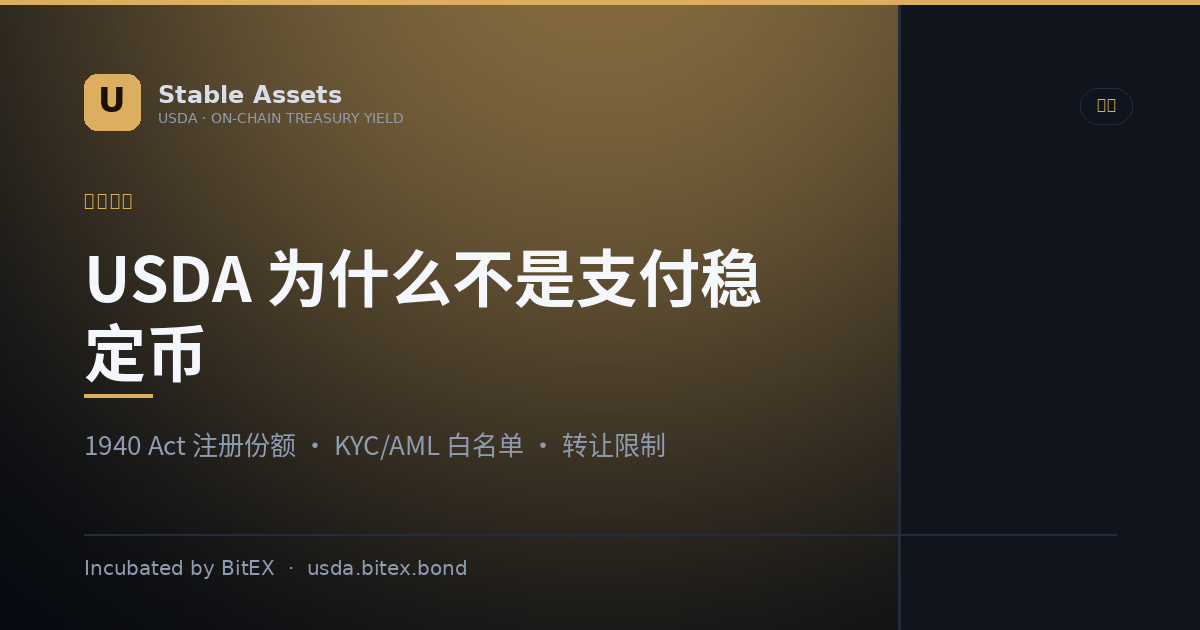 U
Stable Assets
USDA · ON-CHAIN TREASURY YIELD
USDA 为什么不是支付稳
定币
1940 Act 注册份额 • KYC/AML 白名单 • 转让限制
Incubated by BitEX · usda.bitex.bond